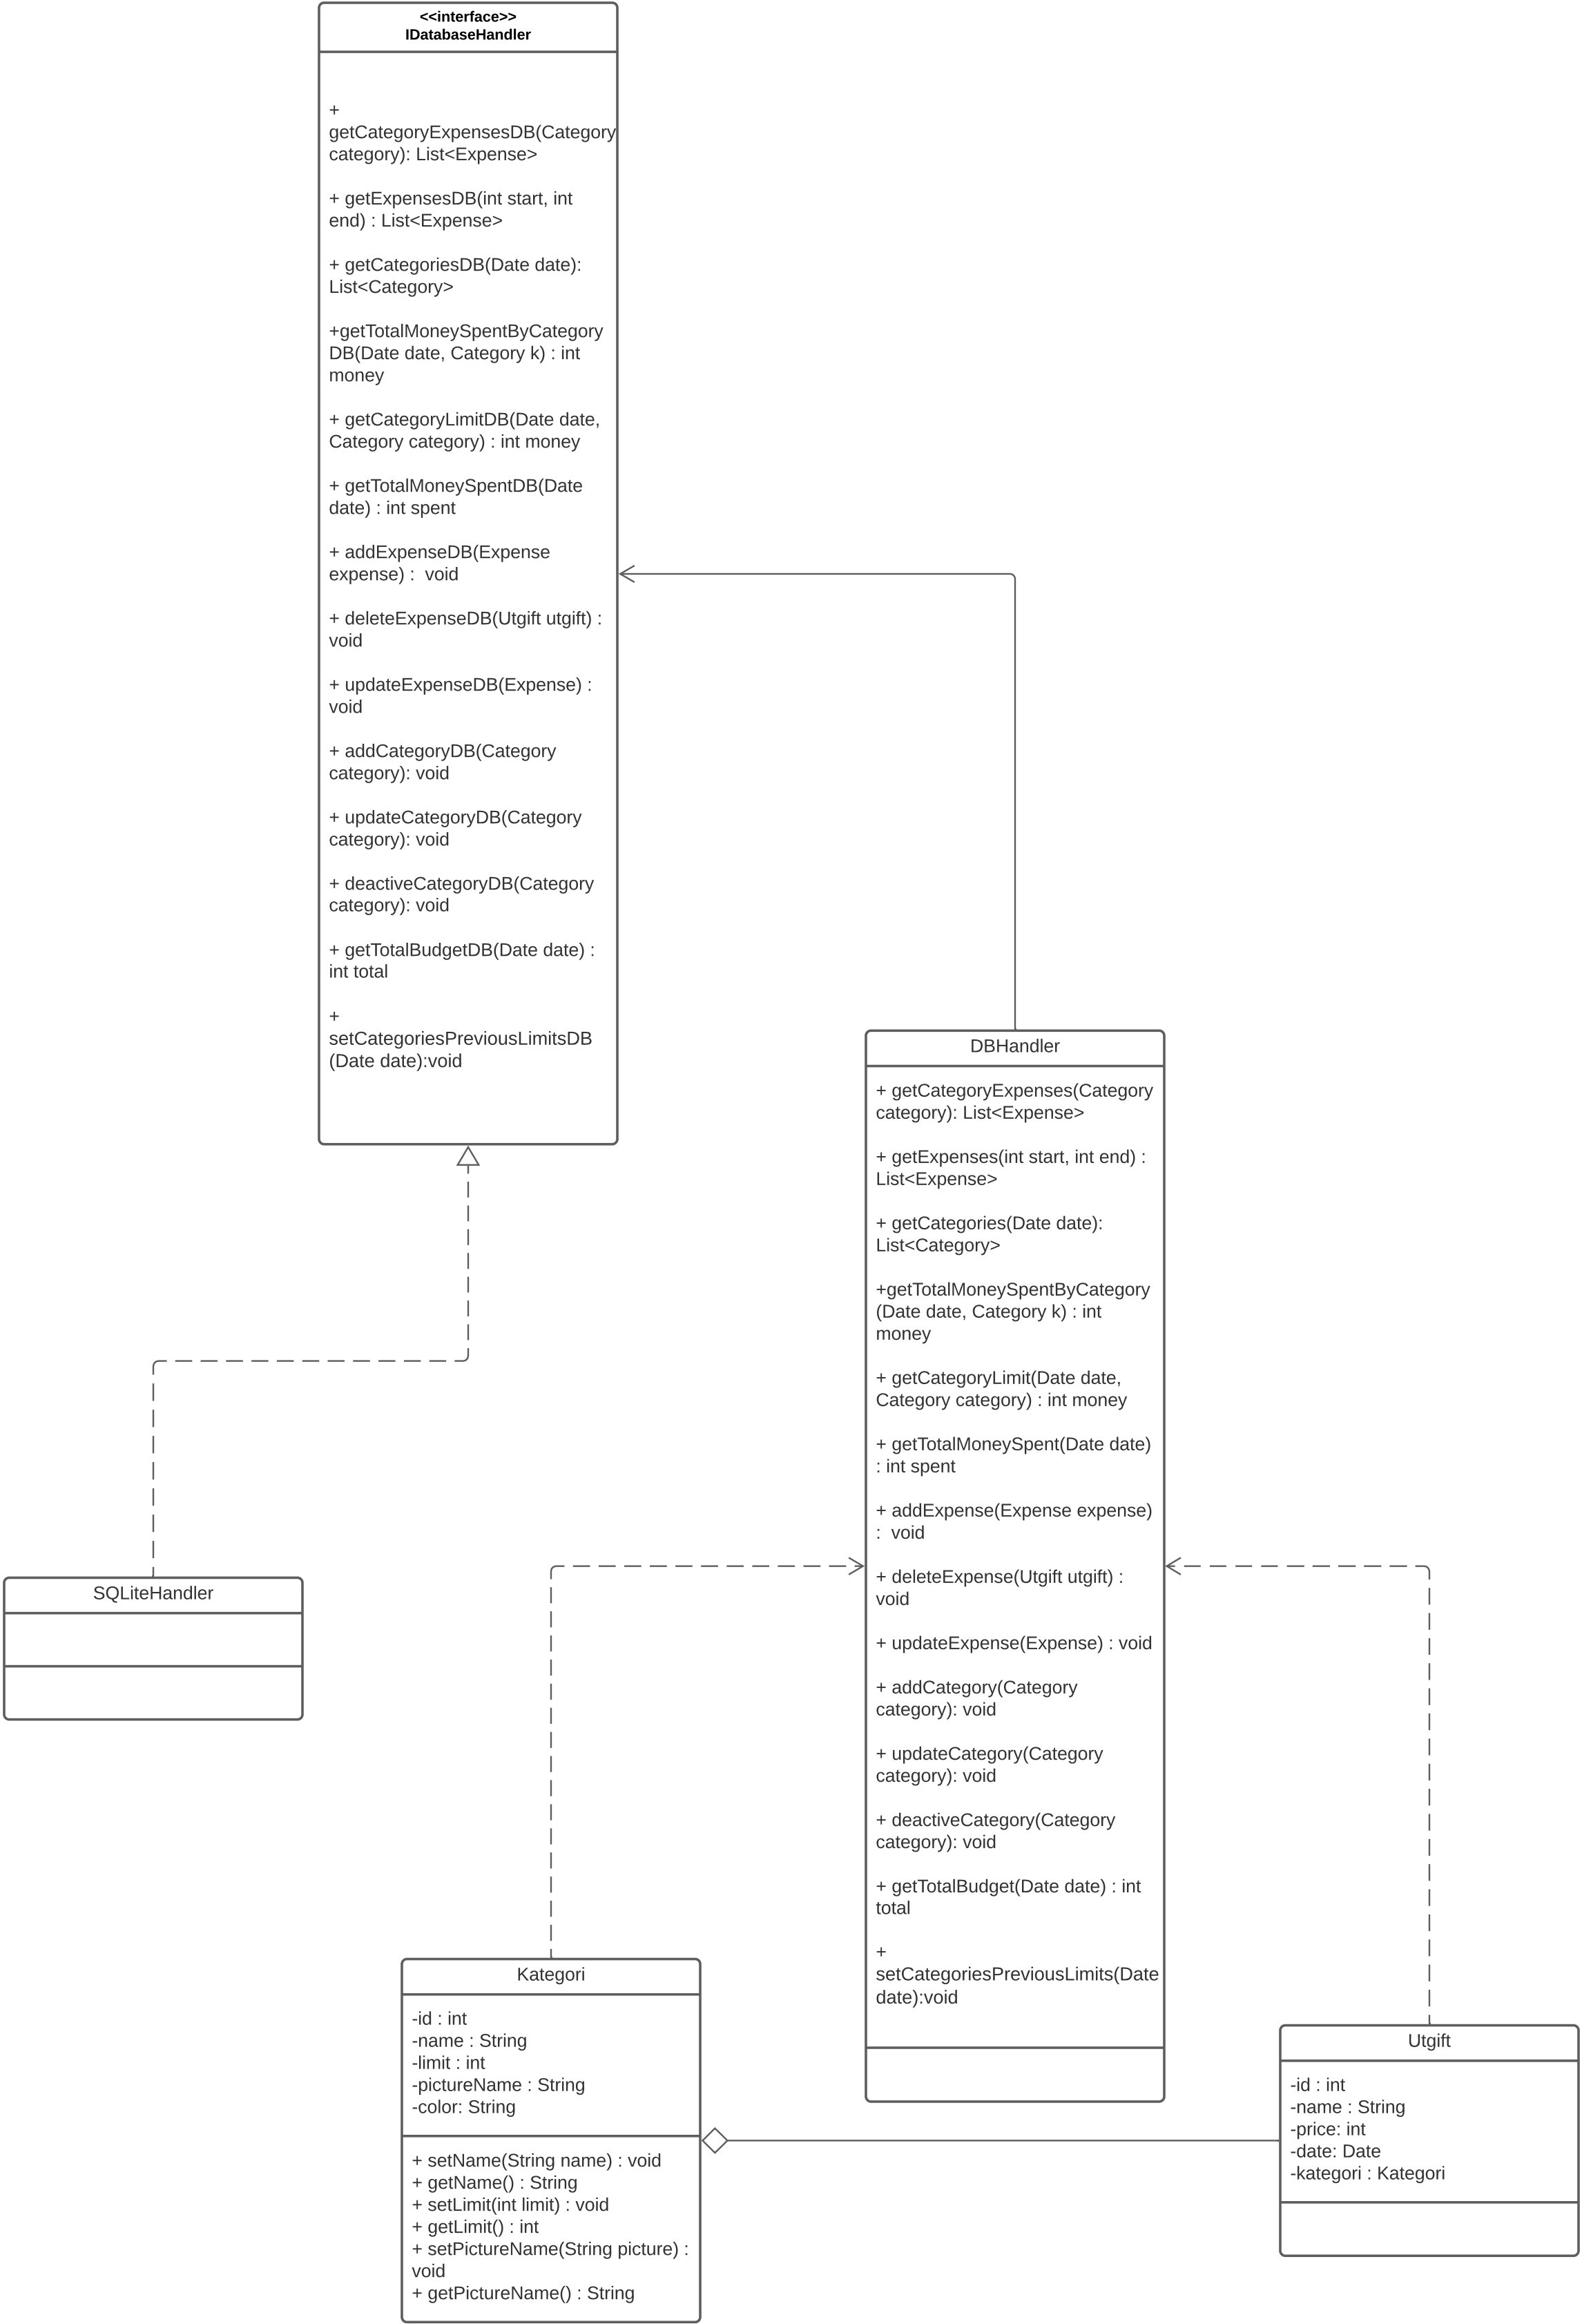 <<interface>>
IDatabaseHandler
+
getCategoryExpensesDB(Category
category): List<Expense>
+ getExpensesDB(int start, int
end) : List<Expense>
+ getCategoriesDB(Date date):
List<Category>
+getTotalMoneySpentByCategory
DB(Date date, Category k) : int
money
+ getCategoryLimitDB(Date date,
Category category) : int money
+ getTotalMoneySpentDB(Date
date) : int spent
+ addExpenseDB(Expense
expense) :  void
+ deleteExpenseDB(Utgift utgift) :
void
+ updateExpenseDB(Expense) :
void
+ addCategoryDB(Category
category): void
+ updateCategoryDB(Category
category): void
+ deactiveCategoryDB(Category
category): void
+ getTotalBudgetDB(Date date) :
int total
+
setCategoriesPreviousLimitsDB
(Date date):void
DBHandler
+ getCategoryExpenses(Category
category): List<Expense>
+ getExpenses(int start, int end) :
List<Expense>
+ getCategories(Date date):
List<Category>
+getTotalMoneySpentByCategory
(Date date, Category k) : int
money
+ getCategoryLimit(Date date,
Category category) : int money
+ getTotalMoneySpent(Date date)
: int spent
+ addExpense(Expense expense)
:  void
+ deleteExpense(Utgift utgift) :
void
+ updateExpense(Expense) : void
+ addCategory(Category
category): void
+ updateCategory(Category
category): void
+ deactiveCategory(Category
category): void
+ getTotalBudget(Date date) : int
total
+
setCategoriesPreviousLimits(Date
date):void
SQLiteHandler
Kategori
-id : int
-name : String
-limit : int
-pictureName : String
-color: String
+ setName(String name) : void
+ getName() : String
+ setLimit(int limit) : void
+ getLimit() : int
+ setPictureName(String picture) :
void
+ getPictureName() : String
Utgift
-id : int
-name : String
-price: int
-date: Date
-kategori : Kategori